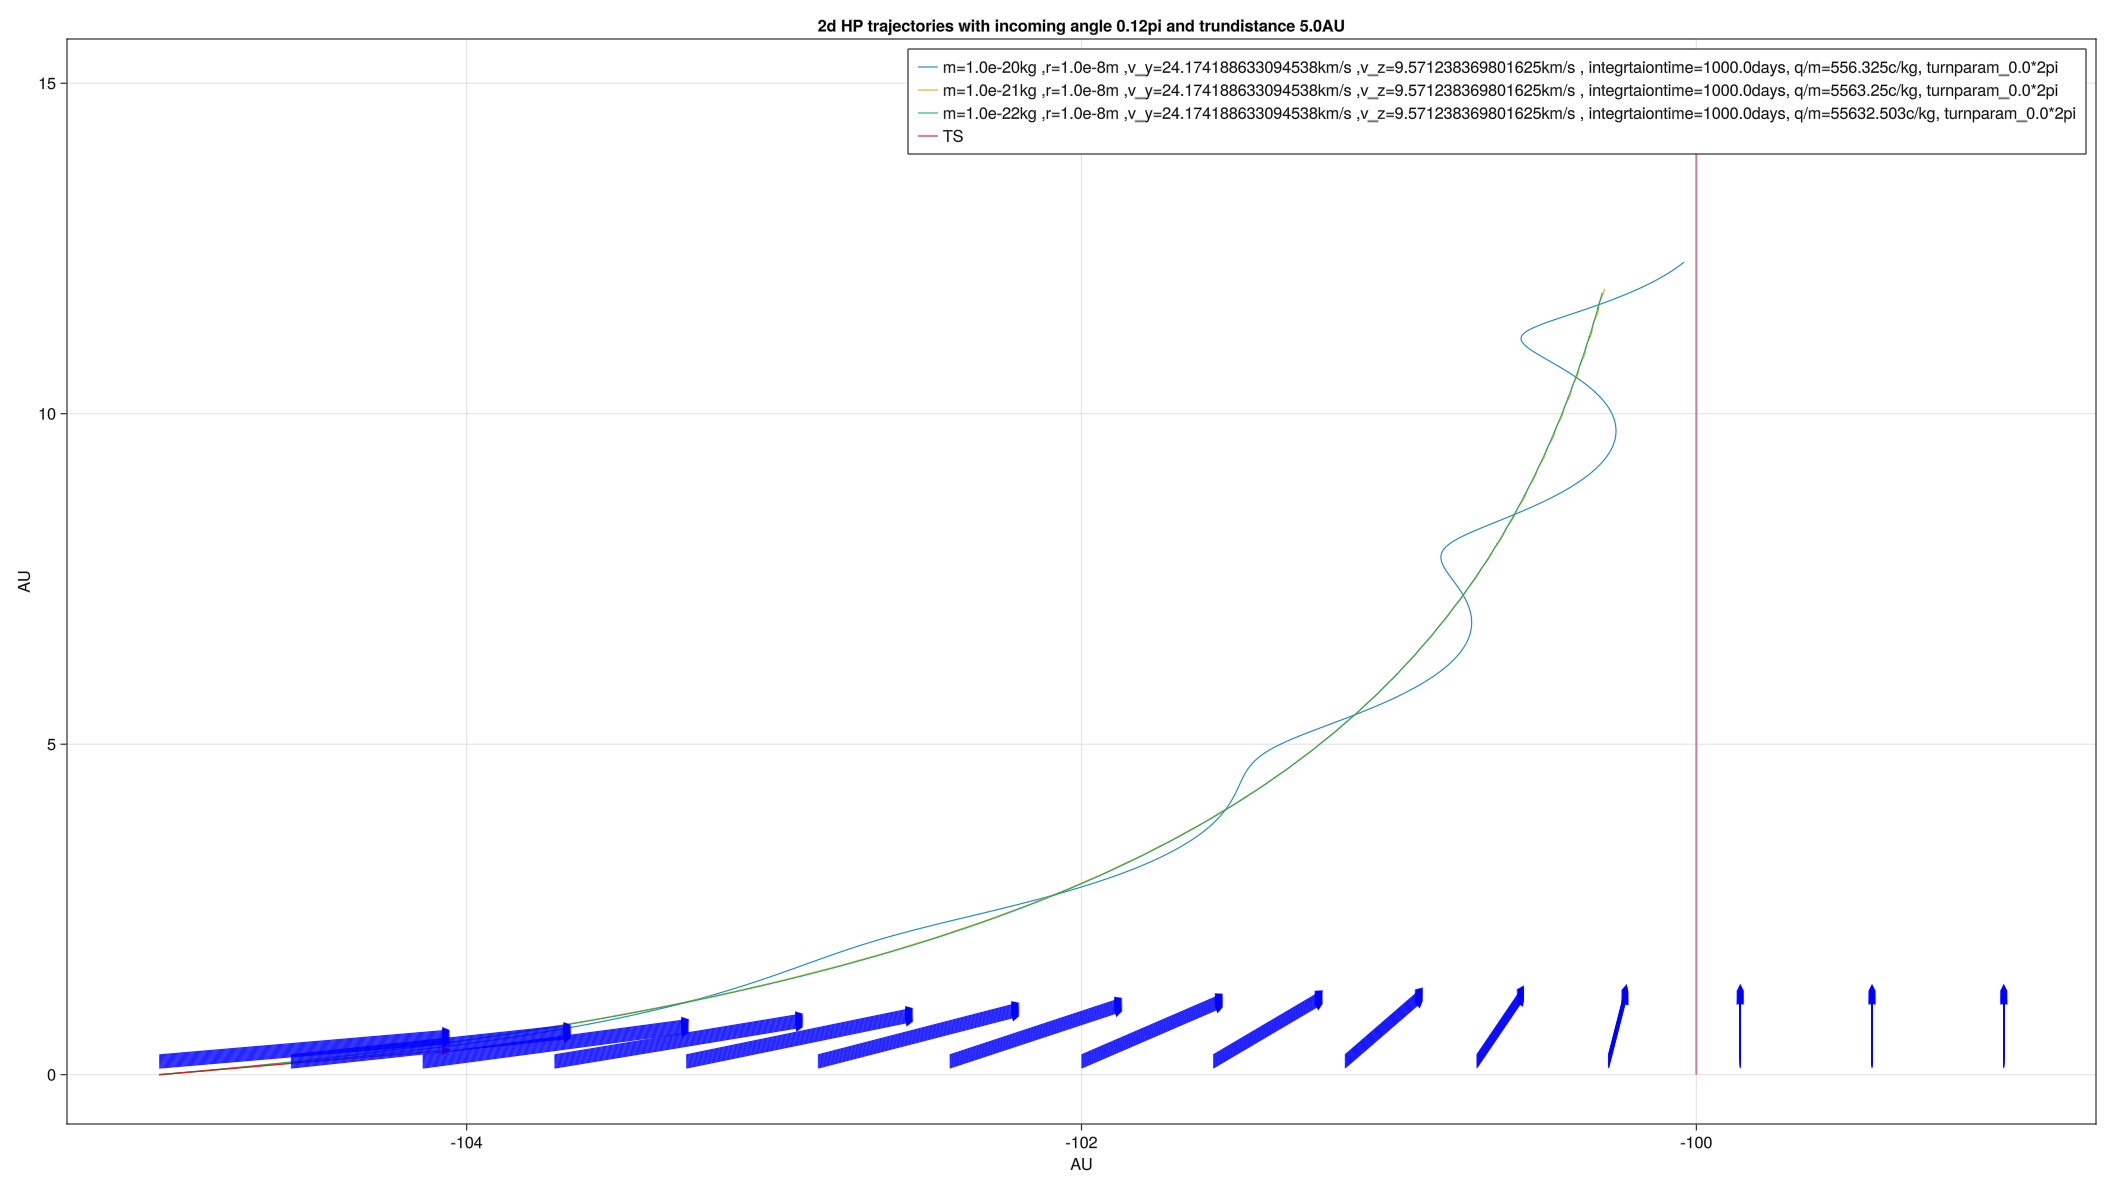 2d HP trajectories with incoming angle 0.12pi and trundistance 5.0AU
m=1.0e-20kg ,r=1.0e-8m ,v_y=24.174188633094538km/s ,v_z=9.571238369801625km/s , integrtaiontime=1000.0days, q/m=556.325c/kg, turnparam_0.0*2pi
m=1.0e-21kg ,r=1.0e-8m ,v_y=24.174188633094538km/s ,v_z=9.571238369801625km/s , integrtaiontime=1000.0days, q/m=5563.25c/kg, turnparam_0.0*2pi
m=1.0e-22kg ,r=1.0e-8m ,v_y=24.174188633094538km/s ,v_z=9.571238369801625km/s , integrtaiontime=1000.0days, q/m=55632.503c/kg, turnparam_0.0*2pi
TS
15
10
5
0
AU
-104
-102
-100
AU